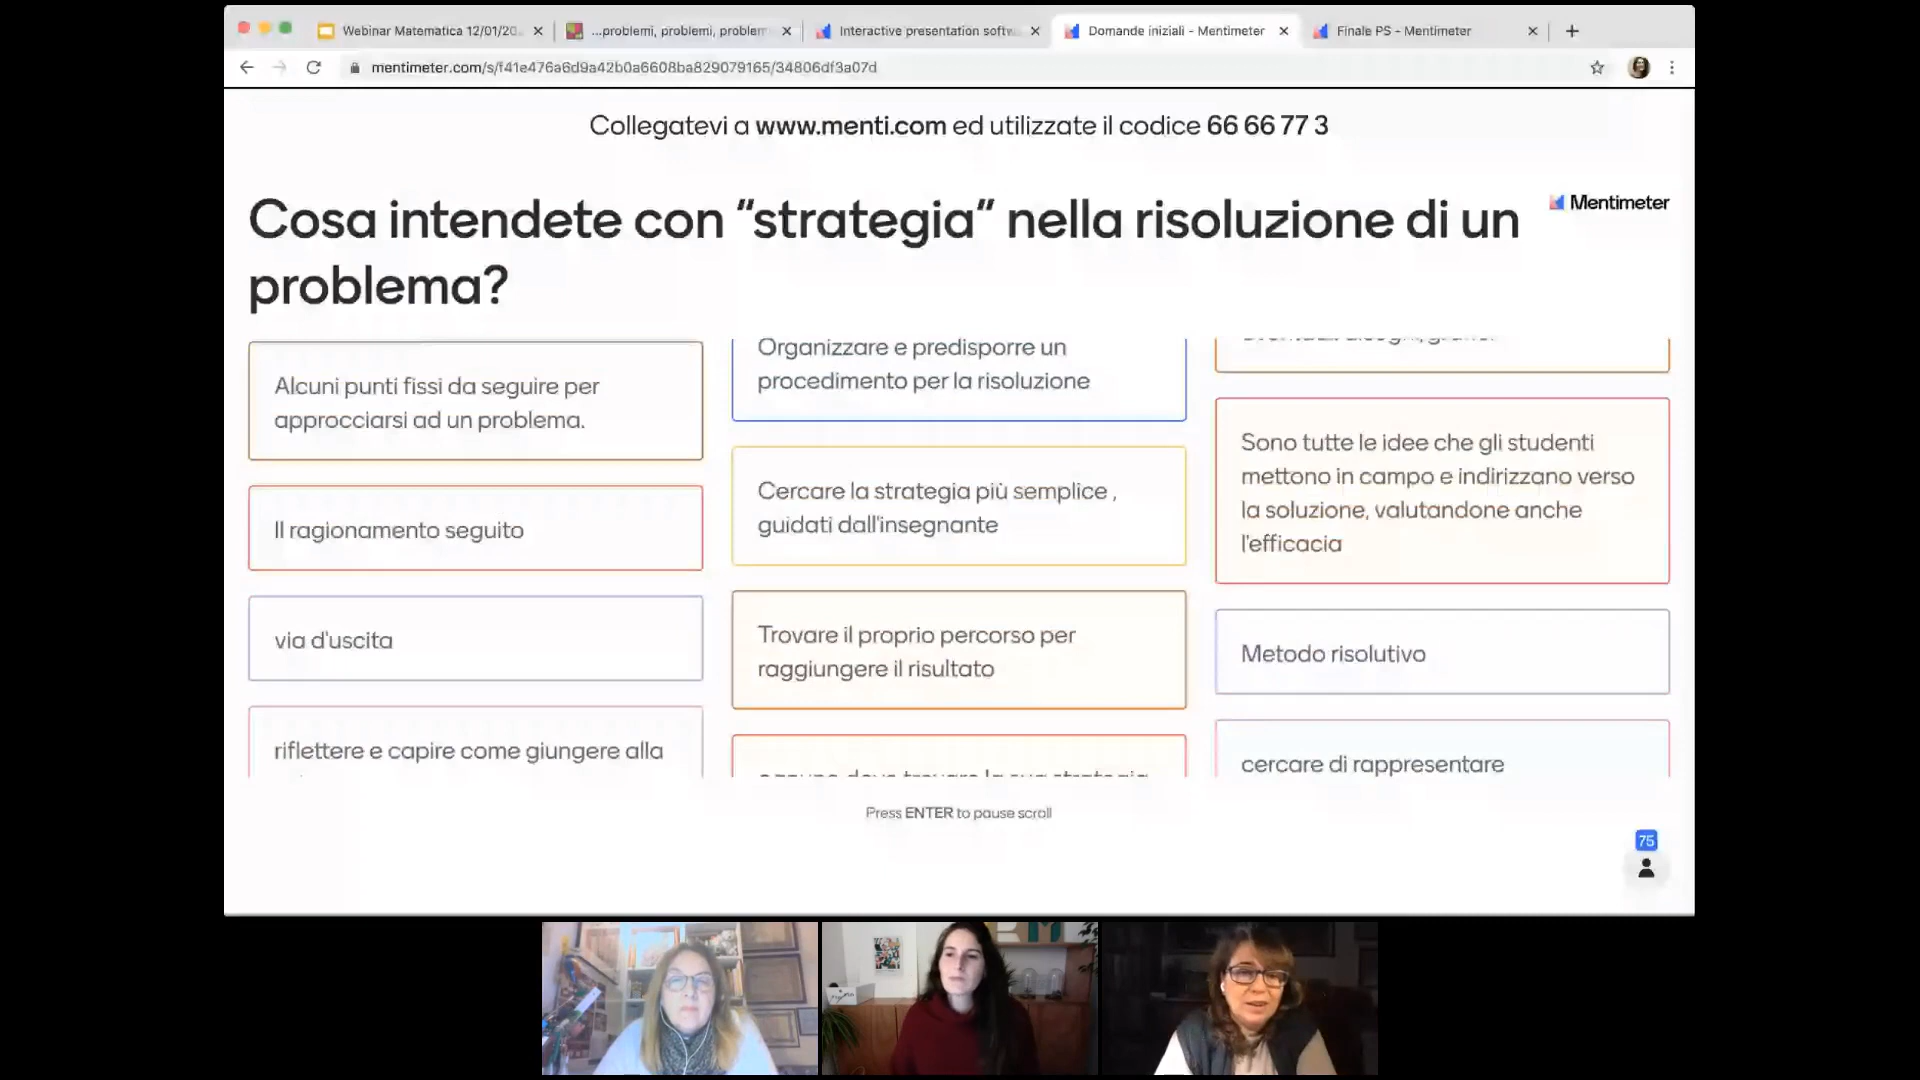 Webinar Matematica 12/01/20
...problemi, problemi, problem
Interactive presentation softw
Domande iniziali - Mentimeter
Finale PS - Mentimeter
mentimeter.com/s/f41e476a6d9a42b0a6608ba829079165/34806df3a07d
Collegatevi a www.menti.com ed utilizzate il codice 66 66 77 3
Cosa intendete con “strategia” nella risoluzione di un
problema?
Mentimeter
Alcuni punti fissi da seguire per
approcciarsi ad un problema.
Il ragionamento seguito
via d'uscita
riflettere e capire come giungere alla
Organizzare e predisporre un
procedimento per la risoluzione
Cercare la strategia più semplice ,
guidati dall'insegnante
Trovare il proprio percorso per
raggiungere il risultato
Sono tutte le idee che gli studenti
mettono in campo e indirizzano verso
la soluzione, valutandone anche
l'efficacia
Metodo risolutivo
cercare di rappresentare
Press ENTER to pause scroll
75